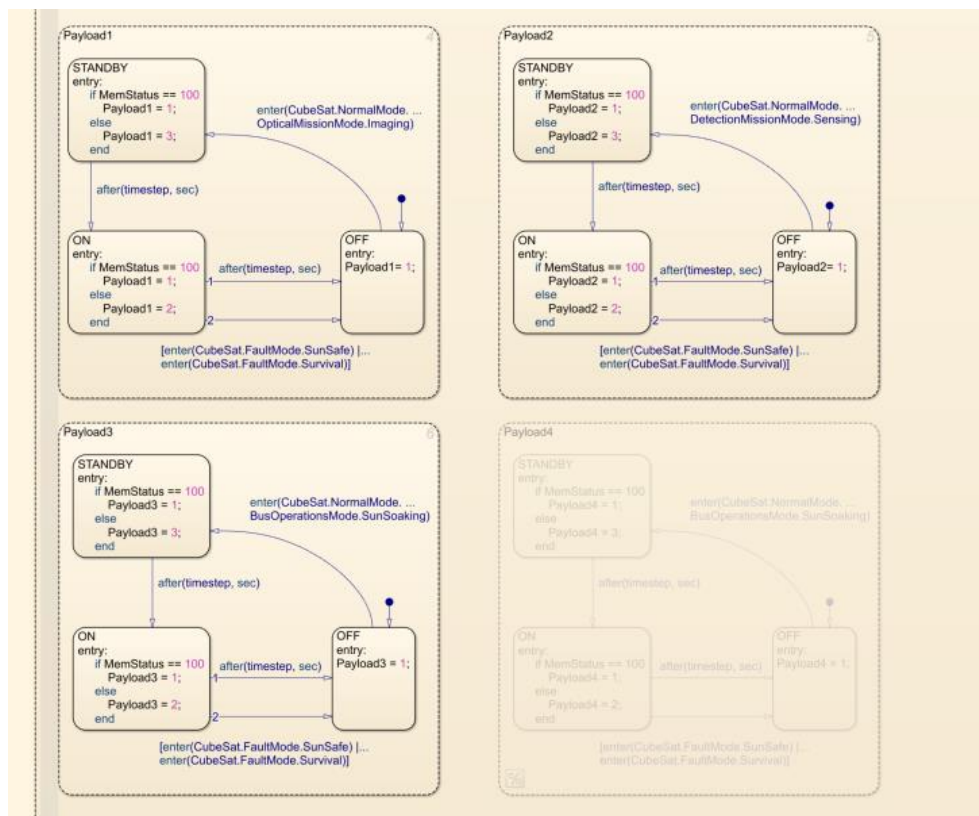 Payload1
4
STANDBY
entry:
if MemStatus == 100
Payload1 = 1;
else
Payload1 = 3;
end
enter(CubeSat.NormalMode. ...
OpticalMissionMode.Imaging)
after(timestep, sec)
ON
entry:
if MemStatus == 100
Payload1 = 1;
else
Payload1 = 2;
end
1
after(timestep, sec)
2
OFF
entry:
Payload1= 1;
[enter(CubeSat.FaultMode.SunSafe) |...
enter(CubeSat.FaultMode.Survival)]
Payload2
5
STANDBY
entry:
if MemStatus == 100
Payload2 = 1;
else
Payload2 = 3;
end
enter(CubeSat.NormalMode. ...
DetectionMissionMode.Sensing)
after(timestep, sec)
ON
entry:
if MemStatus == 100
Payload2 = 1;
else
Payload2 = 2;
end
1
after(timestep, sec)
2
OFF
entry:
Payload2= 1;
[enter(CubeSat.FaultMode.SunSafe) |...
enter(CubeSat.FaultMode.Survival)]
Payload3
6
STANDBY
entry:
if MemStatus == 100
Payload3 = 1;
else
Payload3 = 3;
end
enter(CubeSat.NormalMode. ...
BusOperationsMode.SunSoaking)
after(timestep, sec)
ON
entry:
if MemStatus == 100
Payload3 = 1;
else
Payload3 = 2;
end
1
after(timestep, sec)
2
OFF
entry:
Payload3 = 1;
[enter(CubeSat.FaultMode.SunSafe) |...
enter(CubeSat.FaultMode.Survival)]
Payload4
STANDBY
entry:
if MemStatus == 100
Payload4 = 1;
else
Payload4 = 3;
end
enter(CubeSat.NormalMode. ...
BusOperationsMode.SunSoaking)
after(timestep, sec)
ON
entry:
if MemStatus == 100
Payload4 = 1;
else
Payload4 = 2;
end
after(timestep, sec)
OFF
entry:
Payload4 = 1;
[enter(CubeSat.FaultMode.SunSafe) |...
enter(CubeSat.FaultMode.Survival)]
%